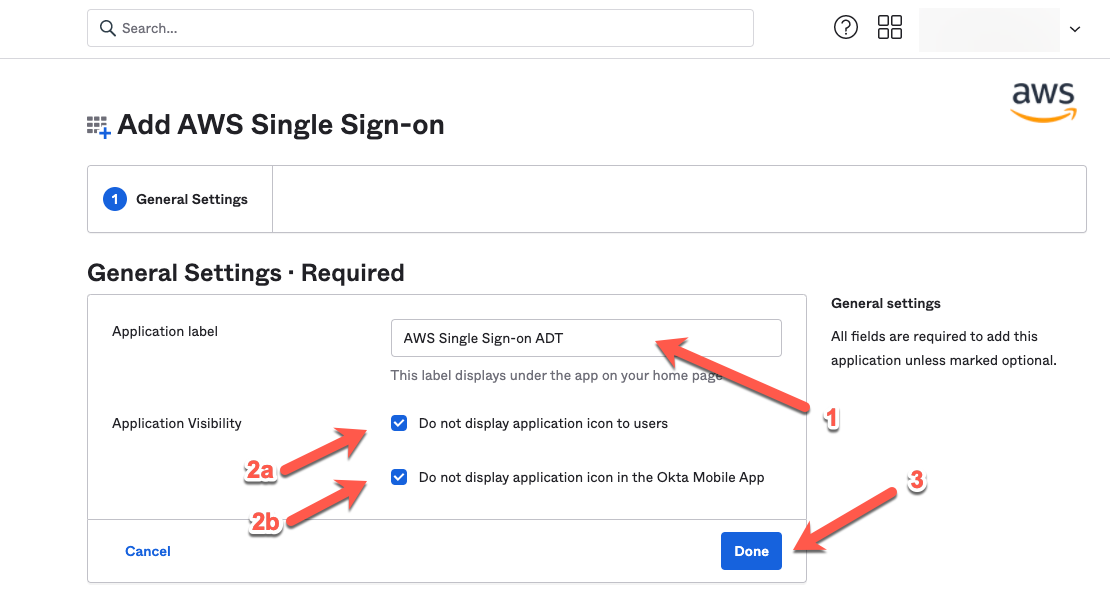 Search...
aws
Add AWS Single Sign-on
1 General Settings
General Settings · Required
General settings
All fields are required to add this
application unless marked optional.
Application label
AWS Single Sign-on ADT
This label displays under the app on your home page
1
Application Visibility
Do not display application icon to users
2a
Do not display application icon in the Okta Mobile App
2b
3
Cancel
Done